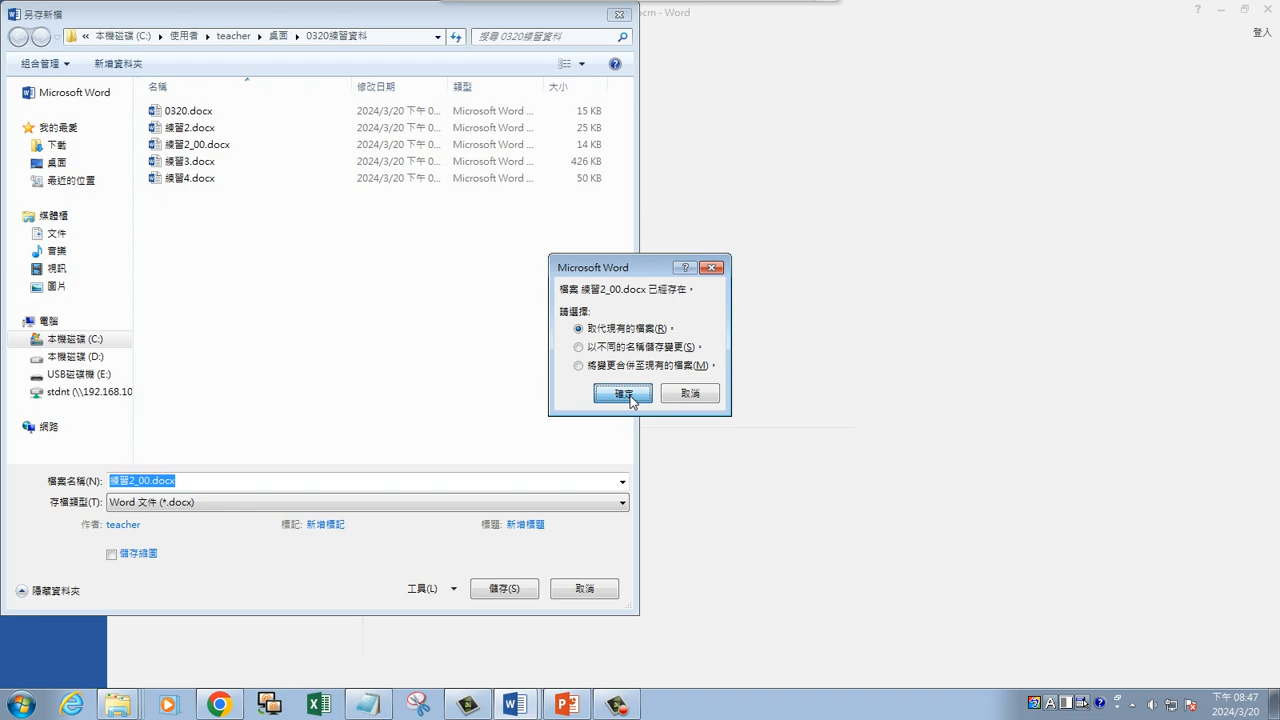 另存新檔
ocm - Word
登入
« 本機磁碟 (C:) ▸ 使用者 ▸ teacher ▸ 桌面 ▸ 0320練習資料
搜尋 0320練習資料
組合管理
新增資料夾
Microsoft Word
我的最愛
下載
桌面
最近的位置
媒體櫃
文件
音樂
視訊
圖片
電腦
本機磁碟 (C:)
本機磁碟 (D:)
USB磁碟機 (E:)
stdnt (\\192.168.10
網路
名稱 修改日期 類型 大小
0320.docx 2024/3/20 下午 0... Microsoft Word ... 15 KB
練習2.docx 2024/3/20 下午 0... Microsoft Word ... 25 KB
練習2_00.docx 2024/3/20 下午 0... Microsoft Word ... 14 KB
練習3.docx 2024/3/20 下午 0... Microsoft Word ... 426 KB
練習4.docx 2024/3/20 下午 0... Microsoft Word ... 50 KB
Microsoft Word
檔案 練習2_00.docx 已經存在。
請選擇:
取代現有的檔案(R)。
以不同的名稱儲存變更(S)。
將變更合併至現有的檔案(M)。
確定 取消
檔案名稱(N): 練習2_00.docx
存檔類型(T): Word 文件 (*.docx)
作者: teacher 標記: 新增標記 標題: 新增標題
儲存縮圖
隱藏資料夾
工具(L) 儲存(S) 取消
下午 08:47
2024/3/20